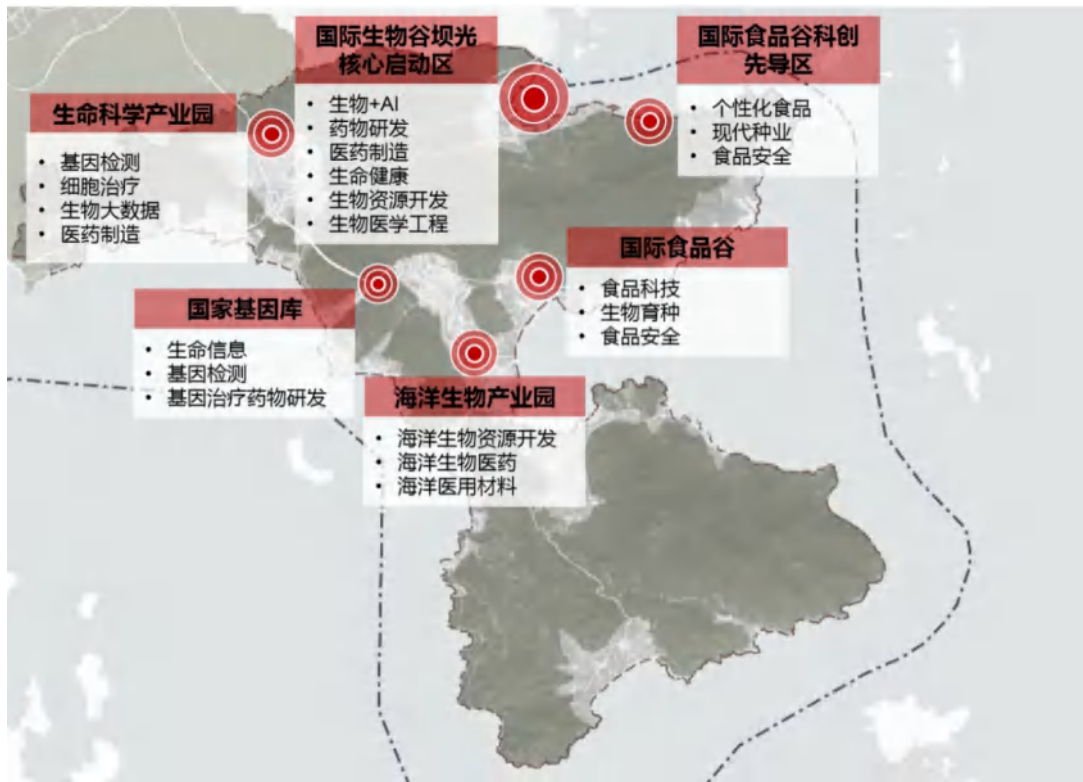 国际生物谷坝光
核心启动区
• 生物+AI
• 药物研发
• 医药制造
• 生命健康
• 生物资源开发
• 生物医学工程
国际食品谷科创
先导区
• 个性化食品
• 现代种业
• 食品安全
生命科学产业园
• 基因检测
• 细胞治疗
• 生物大数据
• 医药制造
国际食品谷
• 食品科技
• 生物育种
• 食品安全
国家基因库
• 生命信息
• 基因检测
• 基因治疗药物研发
海洋生物产业园
• 海洋生物资源开发
• 海洋生物医药
• 海洋医用材料